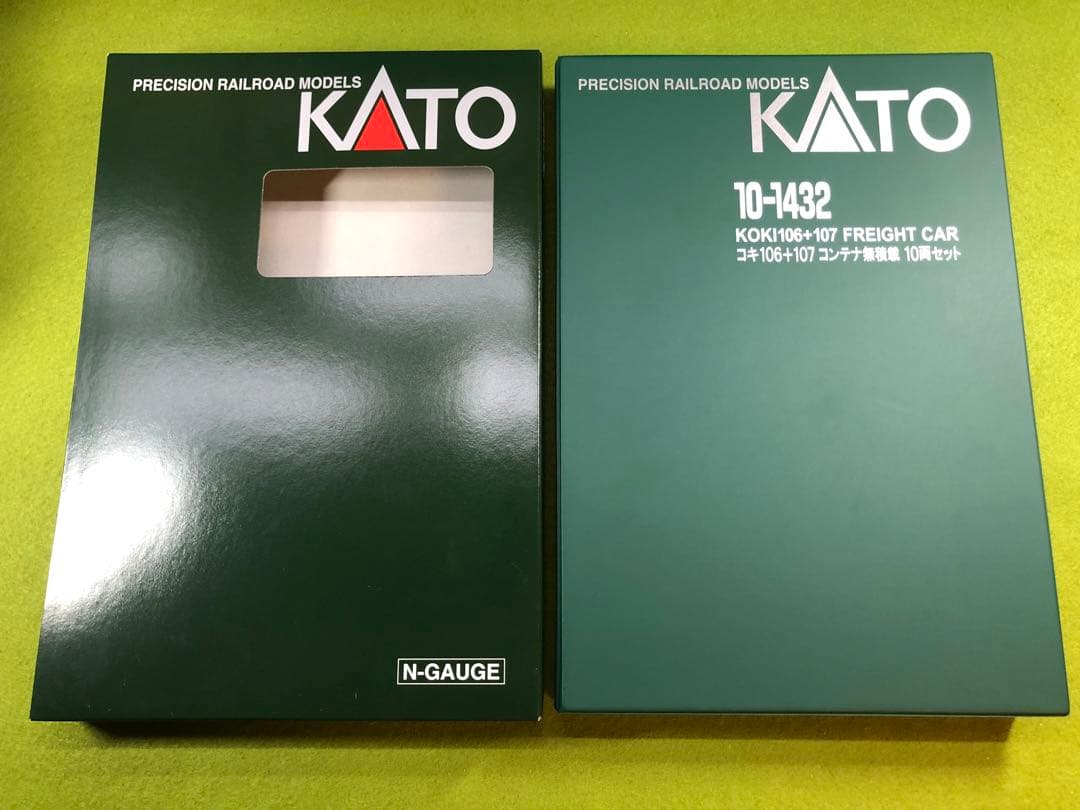 PRECISION RAILROAD MODELS
KATO
N-GAUGE
PRECISION RAILROAD MODELS
KATO
10-1432
KOKI106+107 FREIGHT CAR
コキ106+107 コンテナ無積載 10両セット